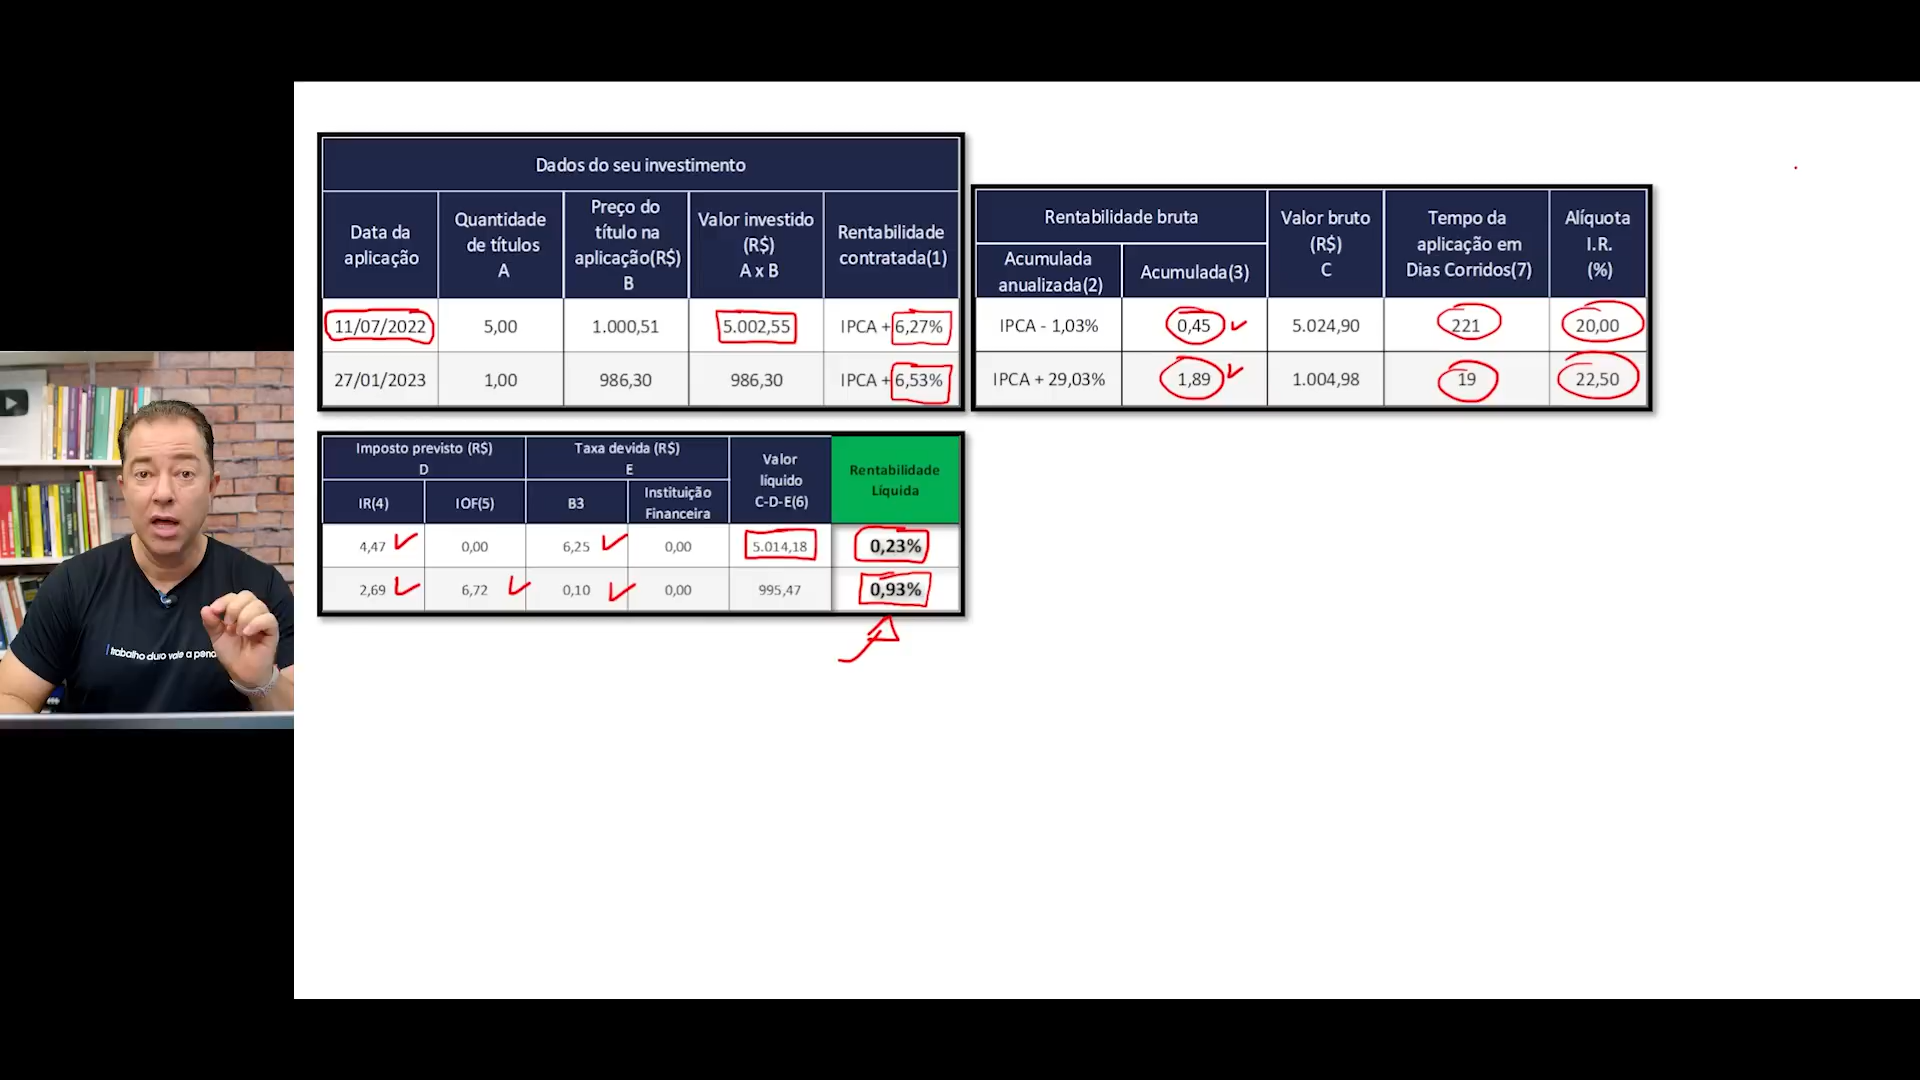 Dados do seu investimento
Data da aplicação
Quantidade de títulos A
Preço do título na aplicação(R$) B
Valor investido (R$) A x B
Rentabilidade contratada(1)
11/07/2022 5,00 1.000,51 5.002,55 IPCA + 6,27%
27/01/2023 1,00 986,30 986,30 IPCA + 6,53%
Rentabilidade bruta
Acumulada anualizada(2)
Acumulada(3)
Valor bruto (R$) C
Tempo da aplicação em Dias Corridos(7)
Alíquota I.R. (%)
IPCA - 1,03% 0,45 5.024,90 221 20,00
IPCA + 29,03% 1,89 1.004,98 19 22,50
Imposto previsto (R$) D
Taxa devida (R$) E
Valor líquido C-D-E(6)
Rentabilidade Líquida
IR(4) IOF(5) B3 Instituição Financeira
4,47 0,00 6,25 0,00 5.014,18 0,23%
2,69 6,72 0,10 0,00 995,47 0,93%
trabalho duro vale a pena